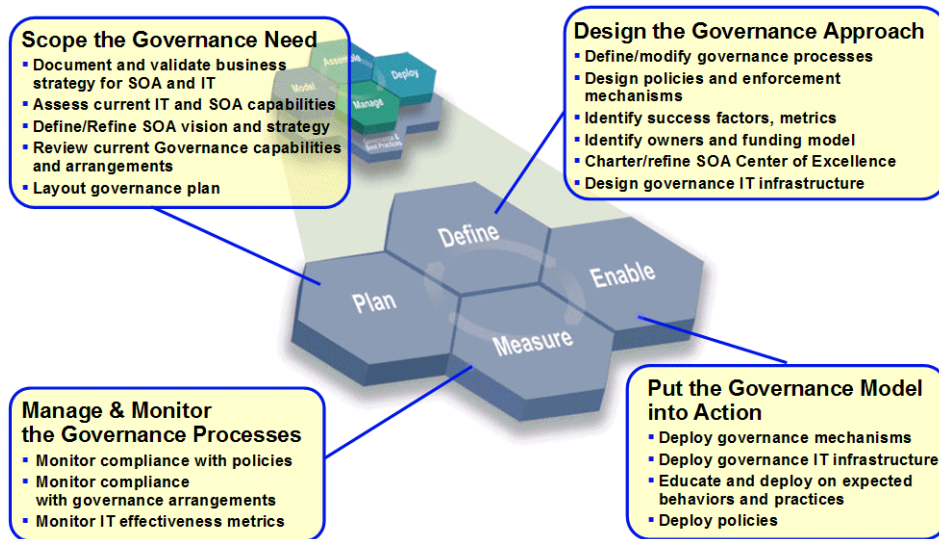 Scope the Governance Need
▪ Document and validate business
strategy for SOA and IT
▪ Assess current IT and SOA capabilities
▪ Define/Refine SOA vision and strategy
▪ Review current Governance capabilities
and arrangements
▪ Layout governance plan
Assemble
Model
Deploy
Manage
Governance &
Best Practices
Design the Governance Approach
▪ Define/modify governance processes
▪ Design policies and enforcement
mechanisms
▪ Identify success factors, metrics
▪ Identify owners and funding model
▪ Charter/refine SOA Center of Excellence
▪ Design governance IT infrastructure
Define
Enable
Plan
Measure
Manage & Monitor
the Governance Processes
▪ Monitor compliance with policies
▪ Monitor compliance
with governance arrangements
▪ Monitor IT effectiveness metrics
Put the Governance Model
into Action
▪ Deploy governance mechanisms
▪ Deploy governance IT infrastructure
▪ Educate and deploy on expected
behaviors and practices
▪ Deploy policies